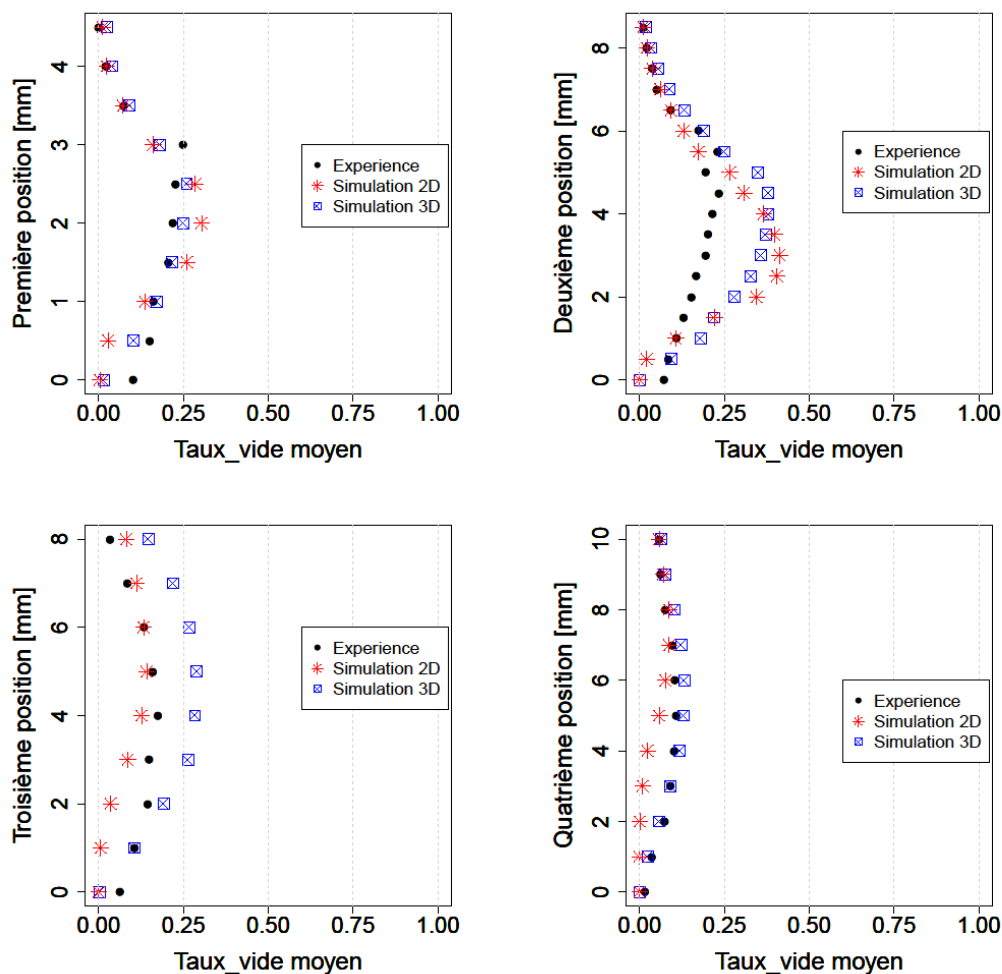 Première position [mm]
4
3
2
1
0
Experience
Simulation 2D
Simulation 3D
0.00 0.25 0.50 0.75 1.00
Taux_vide moyen
Deuxième position [mm]
8
6
4
2
0
Experience
Simulation 2D
Simulation 3D
0.00 0.25 0.50 0.75 1.00
Taux_vide moyen
Troisième position [mm]
8
6
4
2
0
Experience
Simulation 2D
Simulation 3D
0.00 0.25 0.50 0.75 1.00
Taux_vide moyen
Quatrième position [mm]
10
8
6
4
2
0
Experience
Simulation 2D
Simulation 3D
0.00 0.25 0.50 0.75 1.00
Taux_vide moyen